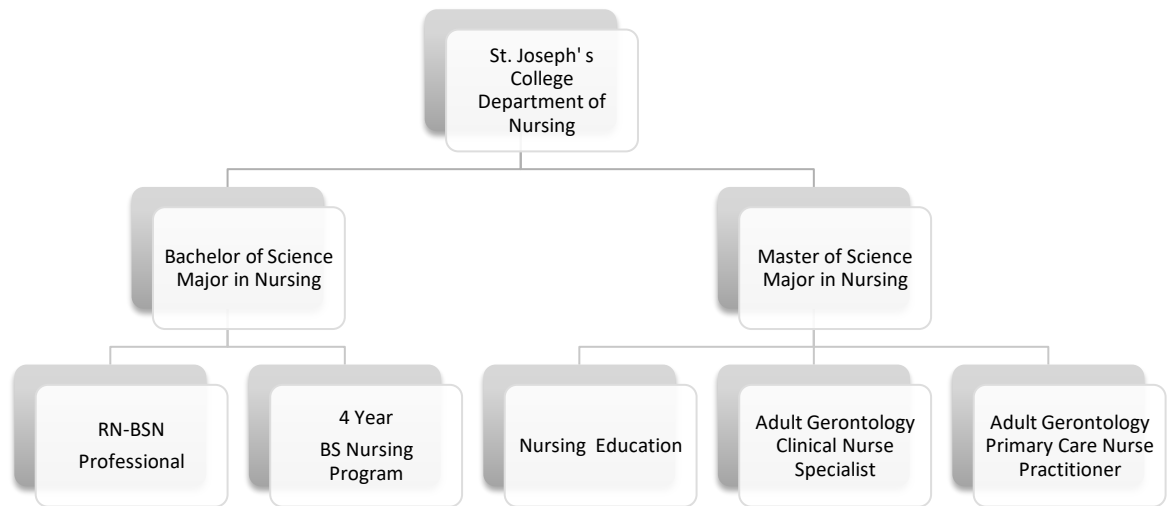 St. Joseph' s
College
Department of
Nursing
Bachelor of Science
Major in Nursing
Master of Science
Major in Nursing
RN-BSN
Professional
4 Year
BS Nursing
Program
Nursing Education
Adult Gerontology
Clinical Nurse
Specialist
Adult Gerontology
Primary Care Nurse
Practitioner